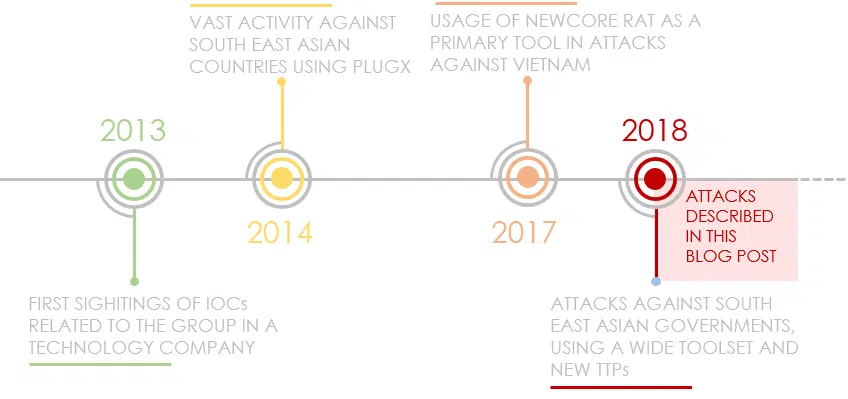 VAST ACTIVITY AGAINST
SOUTH EAST ASIAN
COUNTRIES USING PLUGX
USAGE OF NEWCORE RAT AS A
PRIMARY TOOL IN ATTACKS
AGAINST VIETNAM
2013
2018
2014
2017
ATTACKS
DESCRIBED
IN THIS
BLOG POST
FIRST SIGHITINGS OF IOCs
RELATED TO THE GROUP IN A
TECHNOLOGY COMPANY
ATTACKS AGAINST SOUTH
EAST ASIAN GOVERNMENTS,
USING A WIDE TOOLSET AND
NEW TTPs